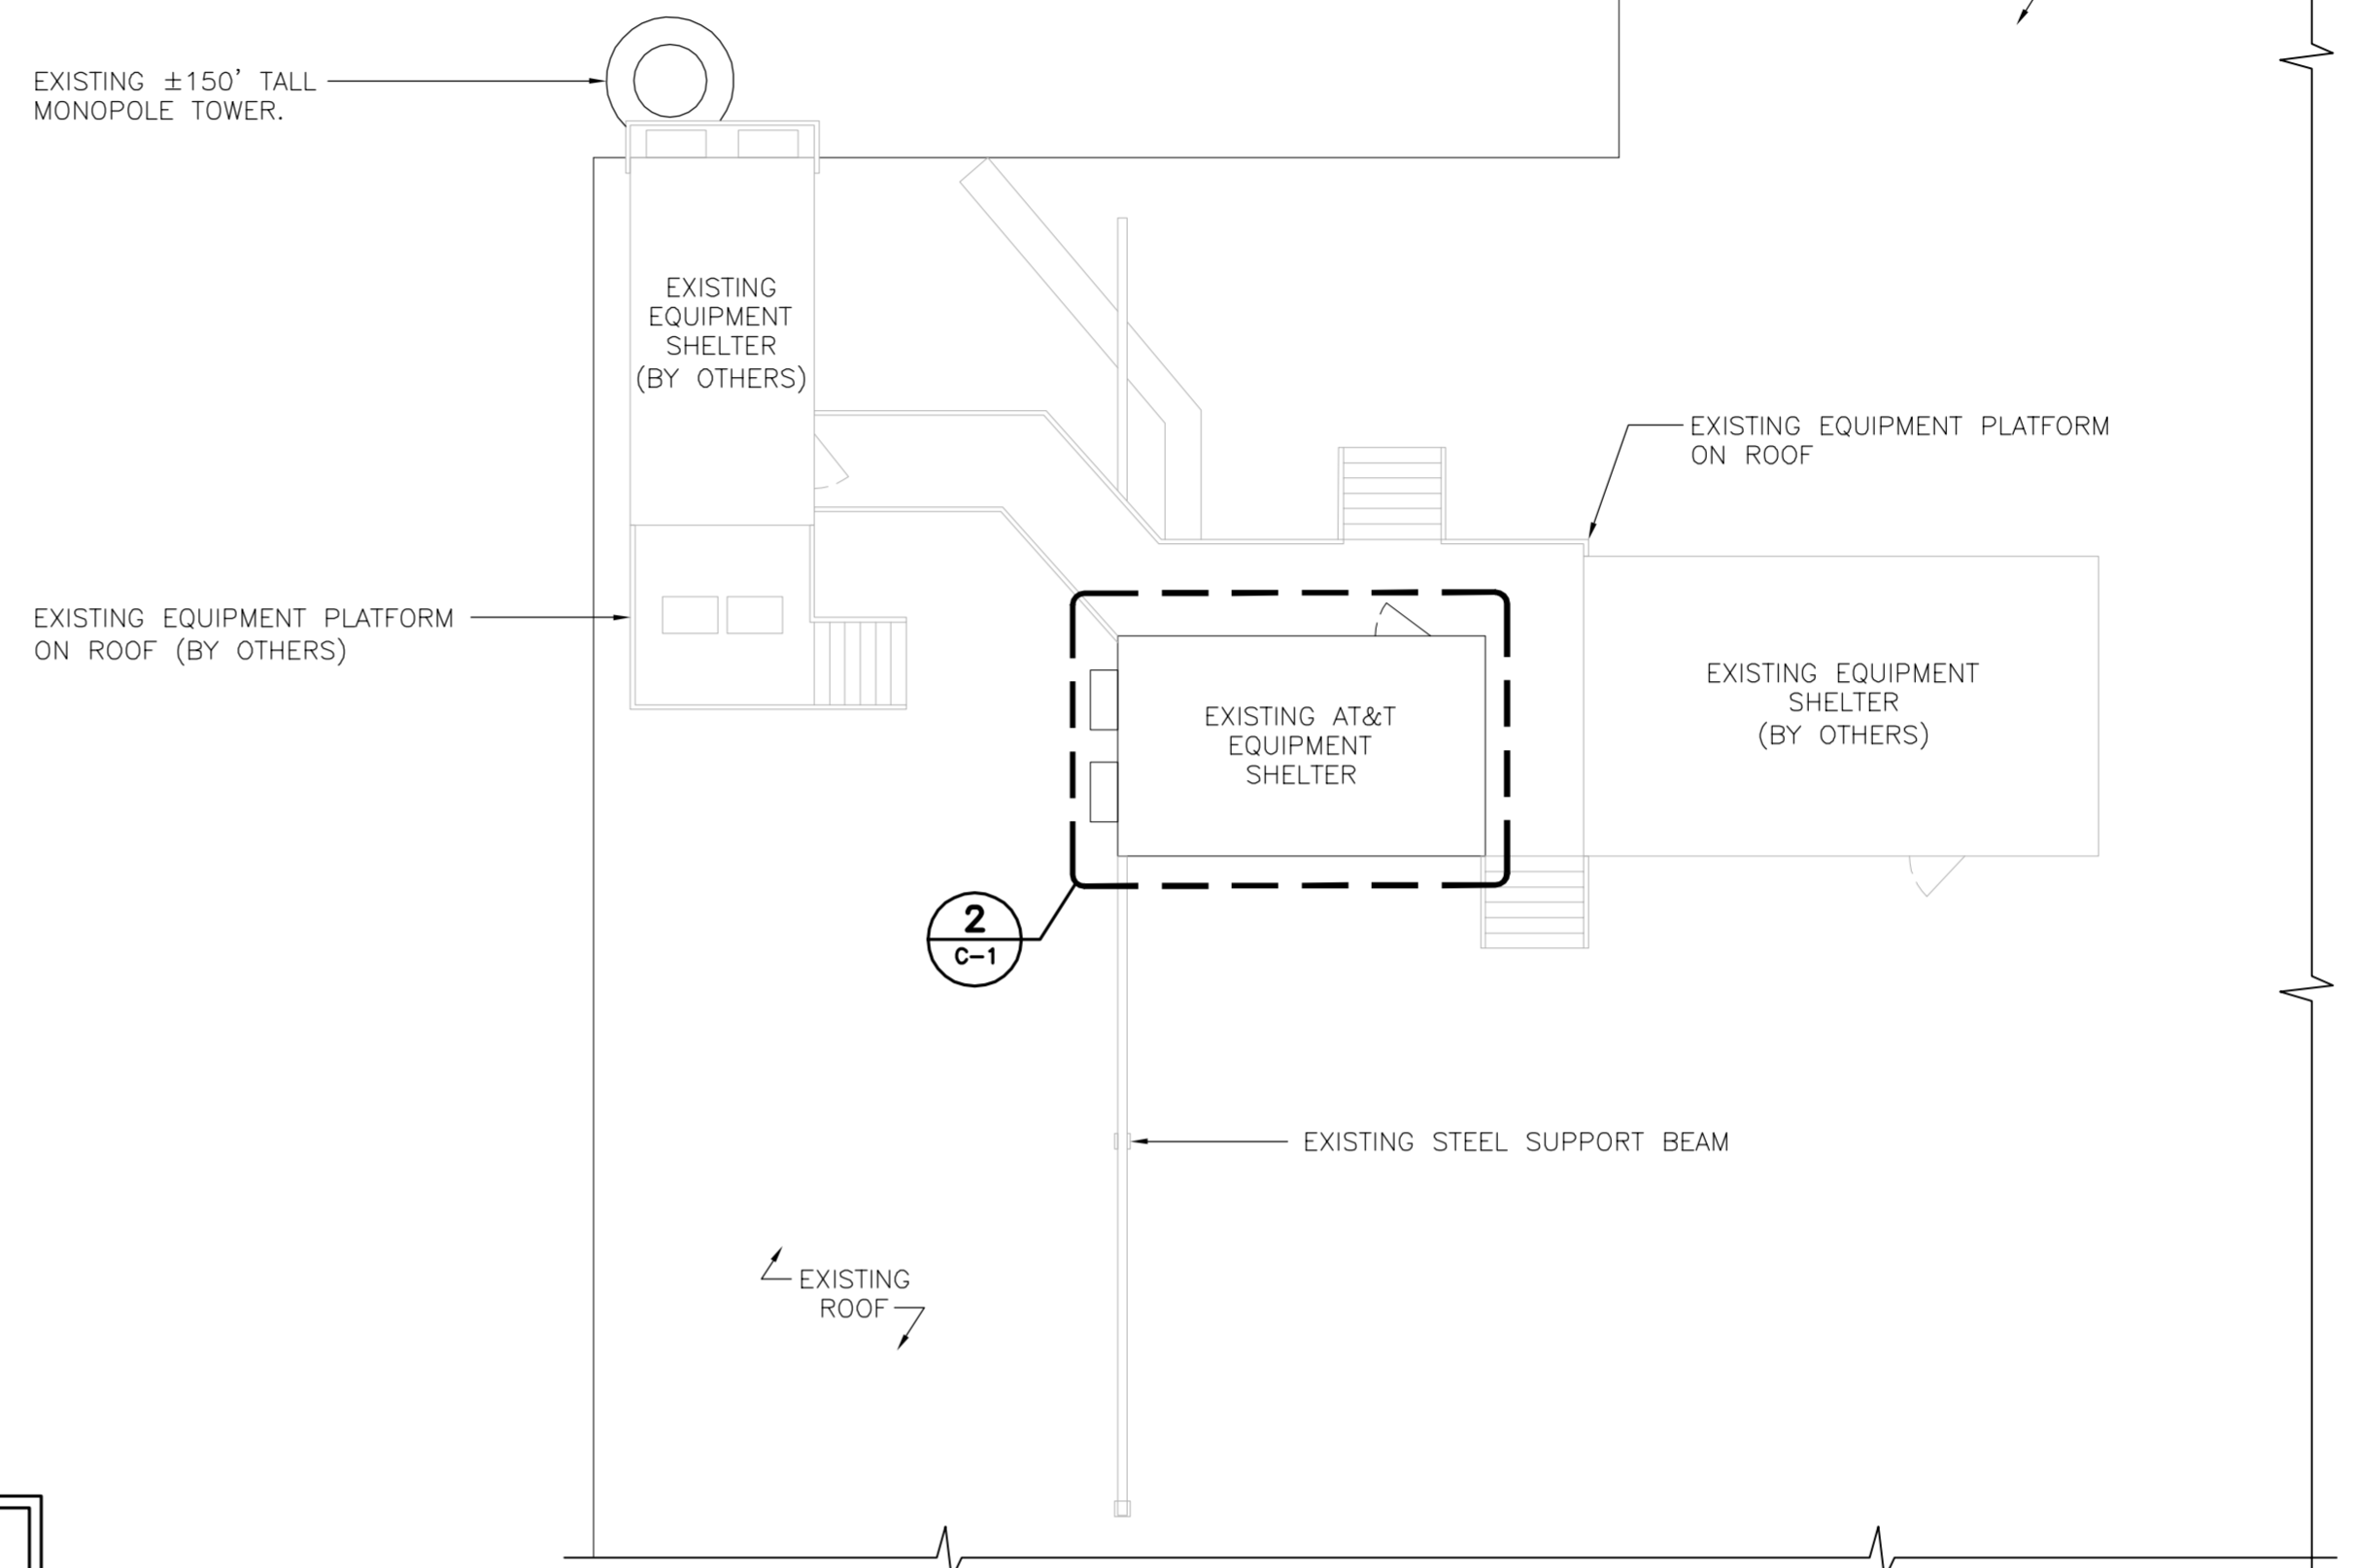 EXISTING ±150' TALL
MONOPOLE TOWER.
EXISTING
EQUIPMENT
SHELTER
(BY OTHERS)
EXISTING EQUIPMENT PLATFORM
ON ROOF
EXISTING EQUIPMENT PLATFORM
ON ROOF (BY OTHERS)
EXISTING AT&T
EQUIPMENT
SHELTER
EXISTING EQUIPMENT
SHELTER
(BY OTHERS)
2
C-1
EXISTING STEEL SUPPORT BEAM
EXISTING
ROOF